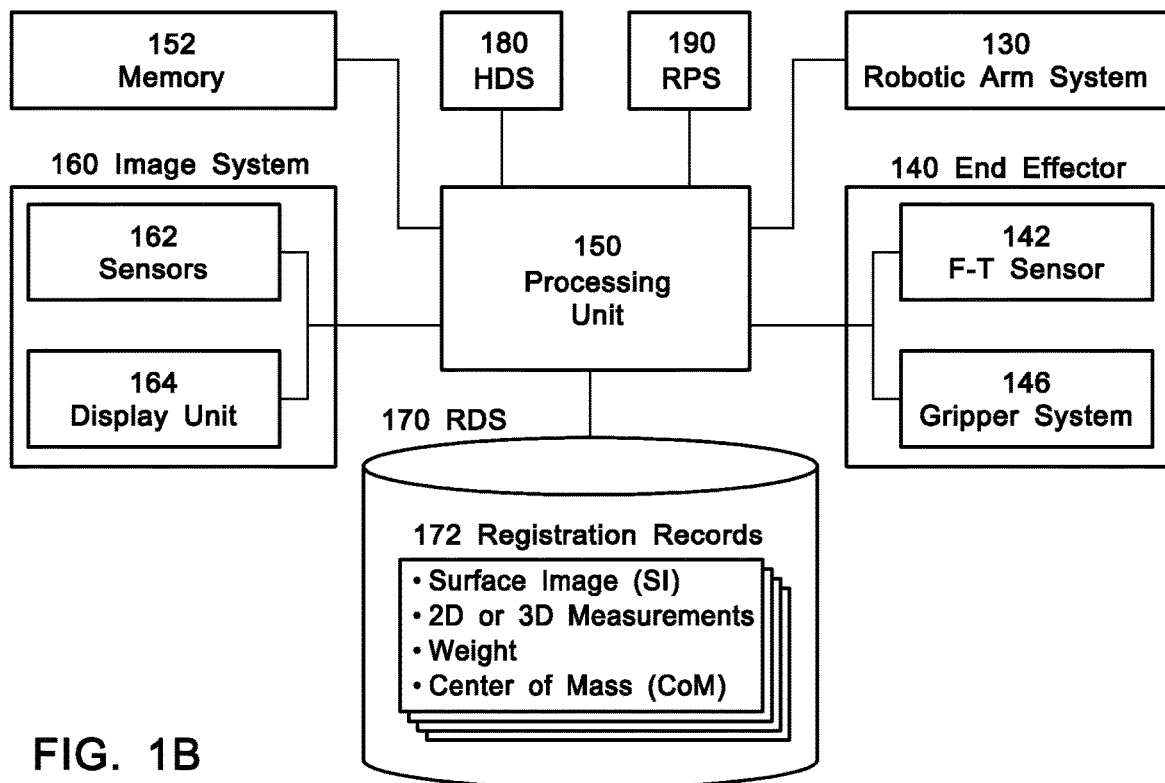 152
Memory
180
HDS
190
RPS
130
Robotic Arm System
160 Image System
162
Sensors
164
Display Unit
150
Processing
Unit
140 End Effector
142
F-T Sensor
146
Gripper System
170 RDS
172 Registration Records
• Surface Image (SI)
• 2D or 3D Measurements
• Weight
• Center of Mass (CoM)
FIG. 1B